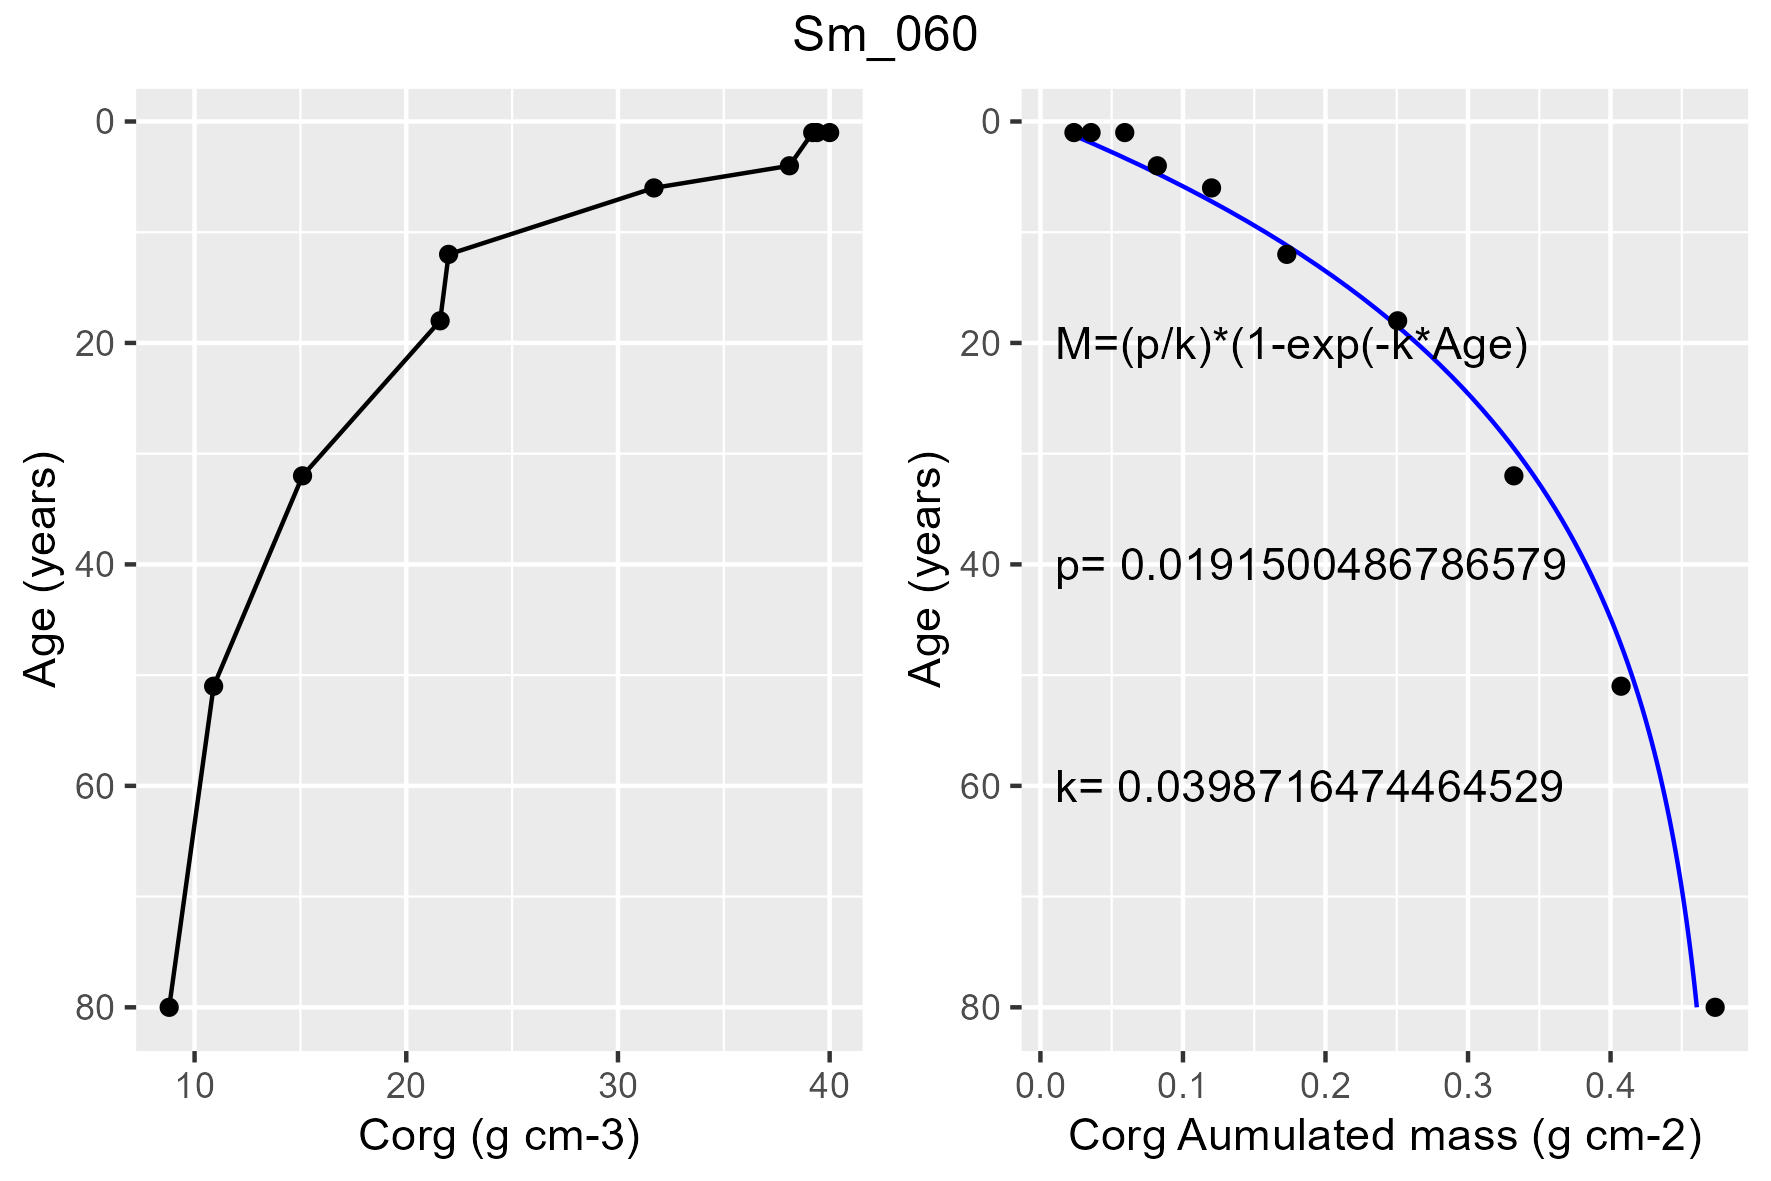 Sm_060
0
20
40
60
80
Age (years)
10
20
30
40
Corg (g cm-3)
0
20
40
60
80
Age (years)
M=(p/k)*(1-exp(-k*Age)
p= 0.0191500486786579
k= 0.0398716474464529
0.0
0.1
0.2
0.3
0.4
Corg Aumulated mass (g cm-2)